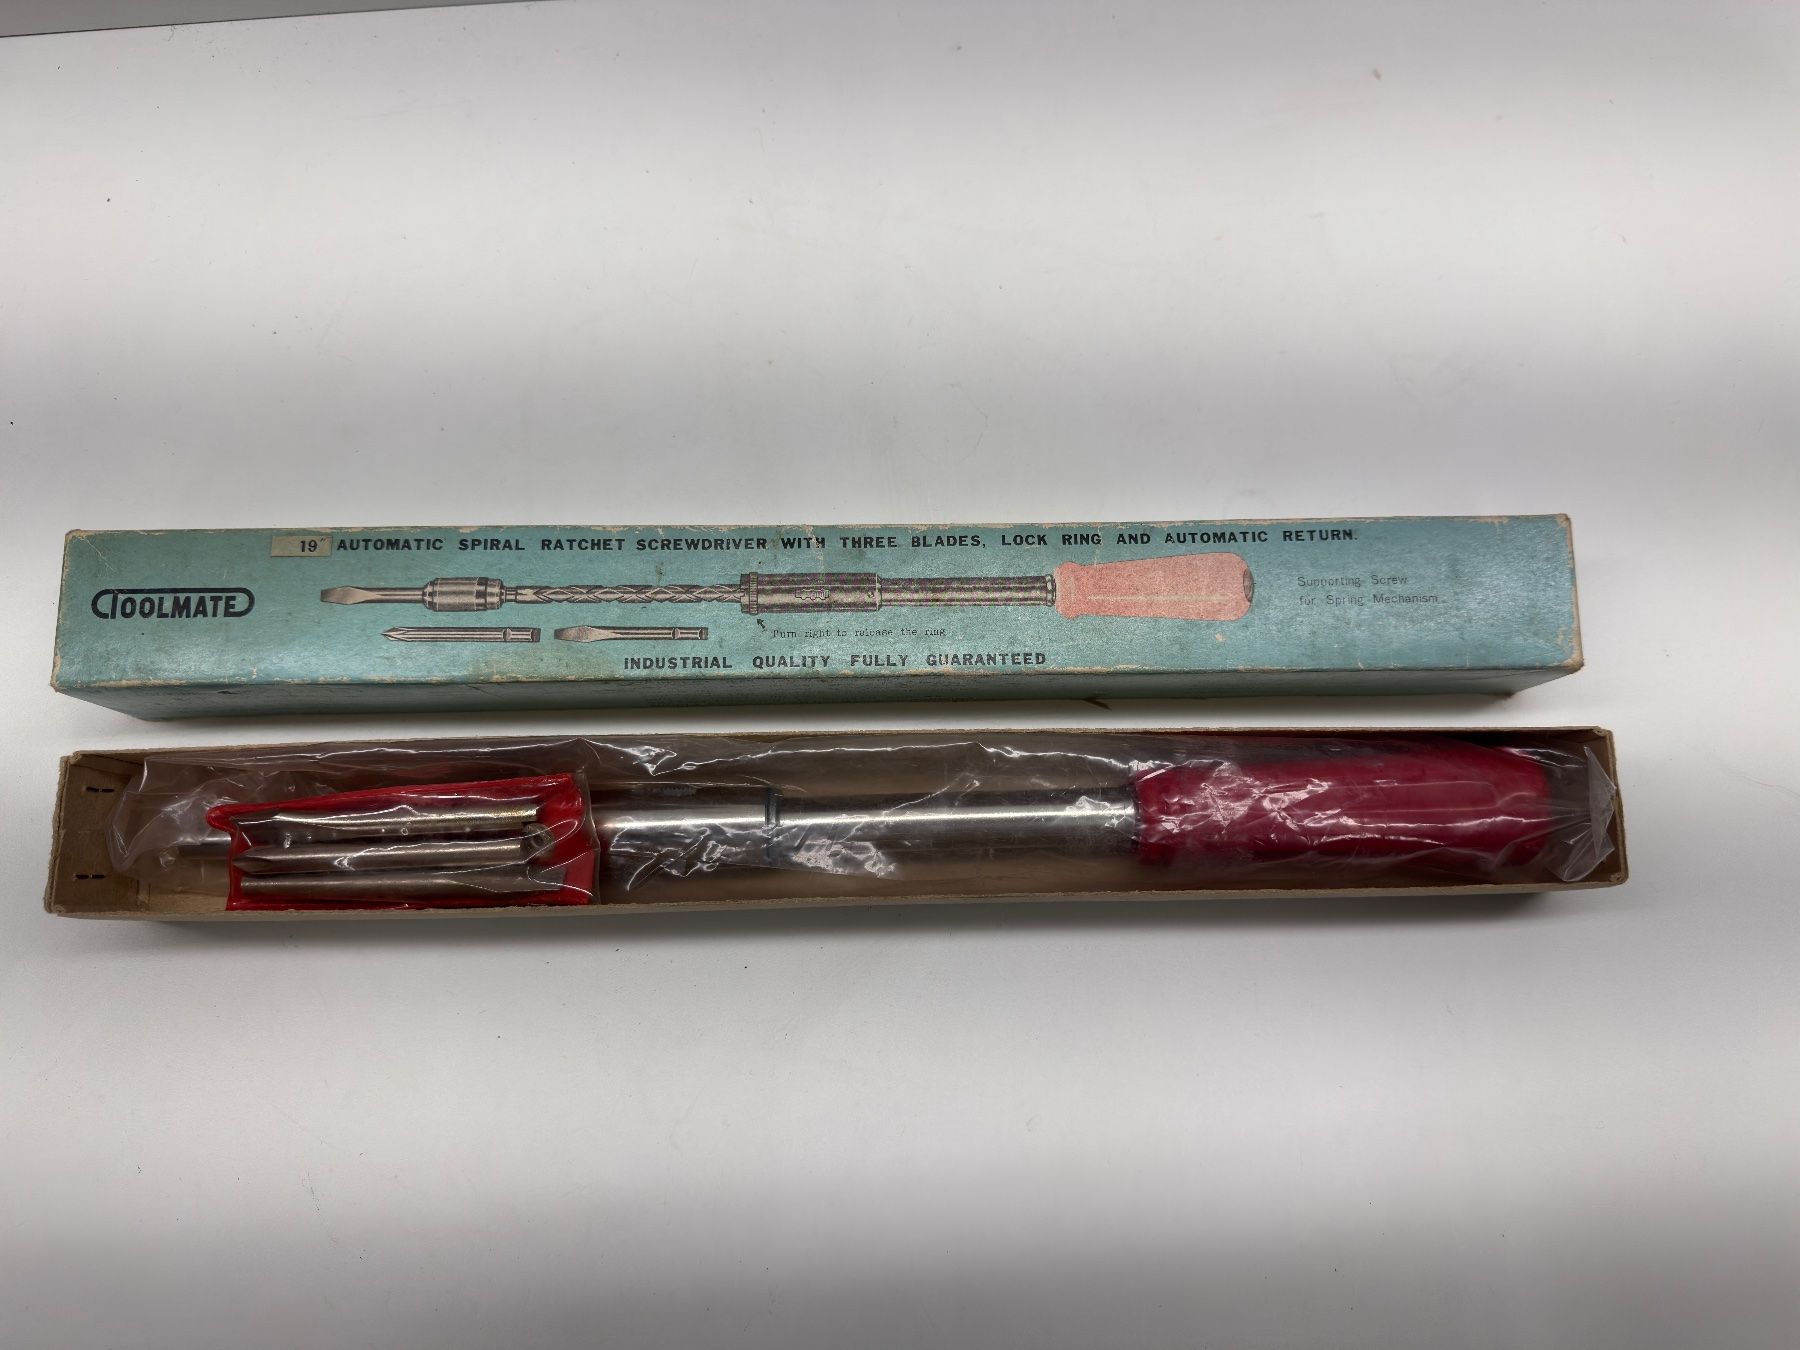 19" AUTOMATIC SPIRAL RATCHET SCREWDRIVER WITH THREE BLADES, LOCK RING AND AUTOMATIC RETURN.
TOOLMATE
Supporting Screw
for Spring Mechanism
Turn right to release the ring
INDUSTRIAL QUALITY FULLY GUARANTEED